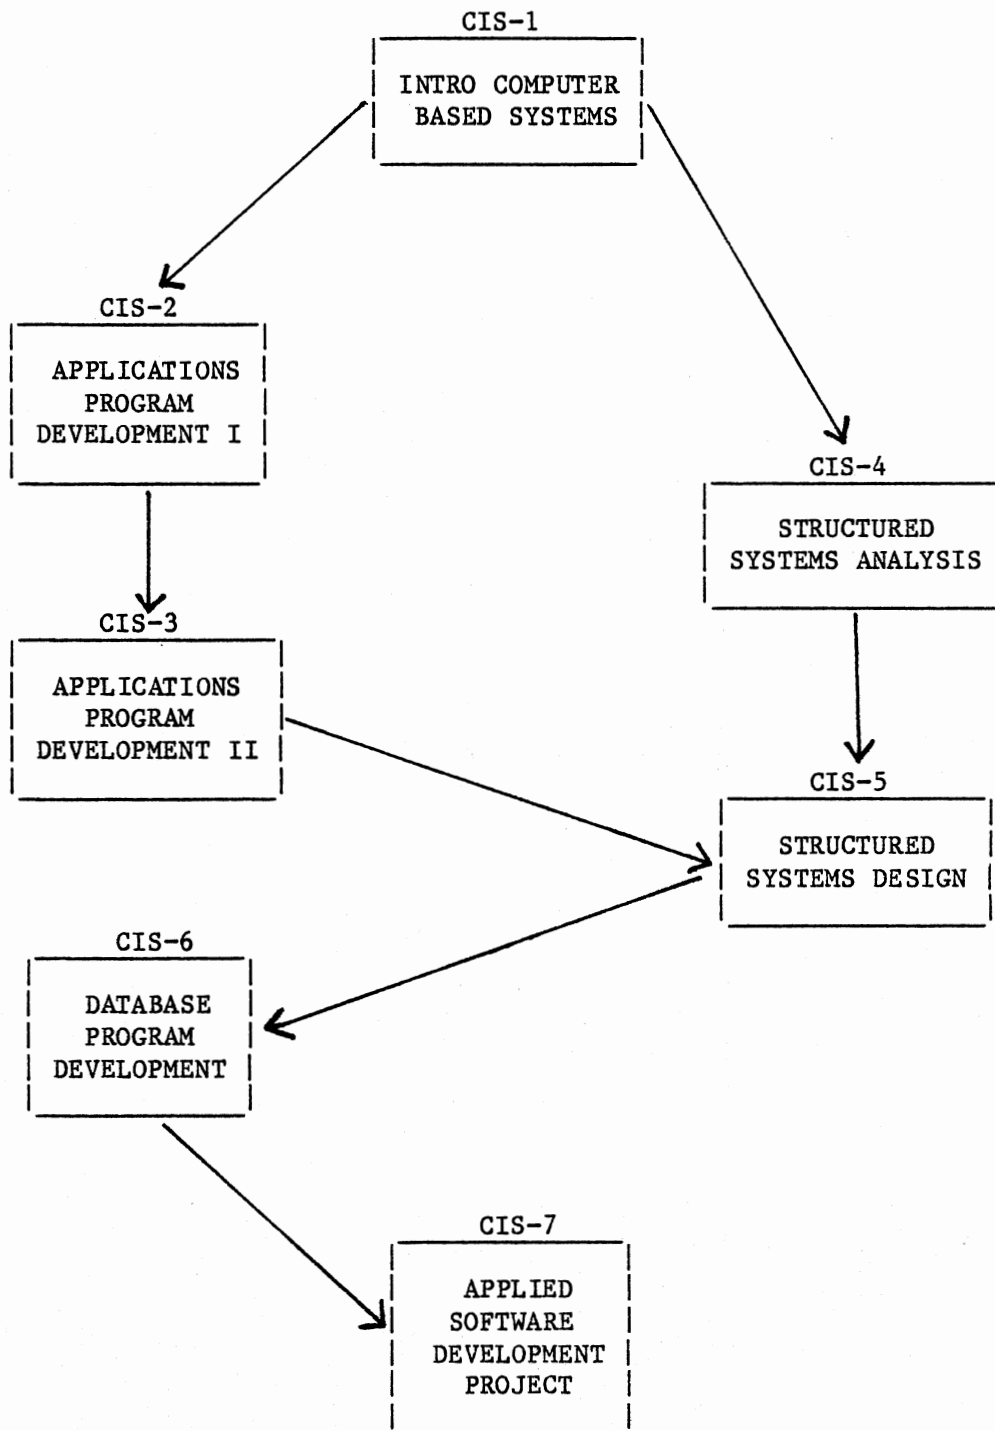 CIS-1
INTRO COMPUTER
BASED SYSTEMS
CIS-2
APPLICATIONS
PROGRAM
DEVELOPMENT I
CIS-4
STRUCTURED
SYSTEMS ANALYSIS
CIS-3
APPLICATIONS
PROGRAM
DEVELOPMENT II
CIS-5
STRUCTURED
SYSTEMS DESIGN
CIS-6
DATABASE
PROGRAM
DEVELOPMENT
CIS-7
APPLIED
SOFTWARE
DEVELOPMENT
PROJECT